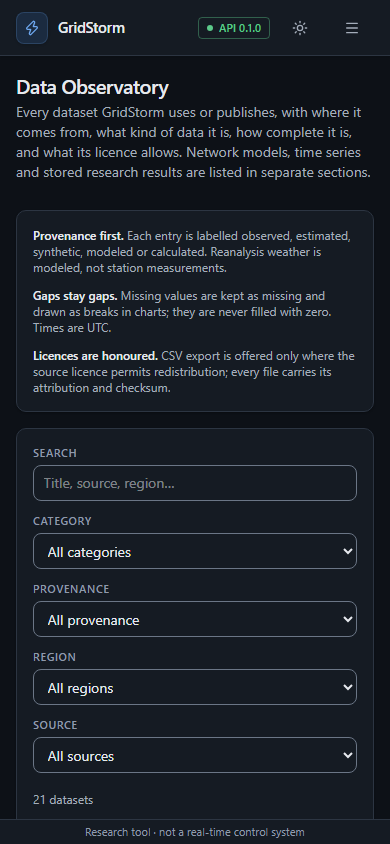 GridStorm
API 0.1.0
Data Observatory
Every dataset GridStorm uses or publishes, with where it
comes from, what kind of data it is, how complete it is,
and what its licence allows. Network models, time series
and stored research results are listed in separate sections.
Provenance first. Each entry is labelled observed, estimated,
synthetic, modeled or calculated. Reanalysis weather is
modeled, not station measurements.
Gaps stay gaps. Missing values are kept as missing and
drawn as breaks in charts; they are never filled with zero.
Times are UTC.
Licences are honoured. CSV export is offered only where the
source licence permits redistribution; every file carries its
attribution and checksum.
SEARCH
Title, source, region...
CATEGORY
All categories
PROVENANCE
All provenance
REGION
All regions
SOURCE
All sources
21 datasets
Research tool · not a real-time control system